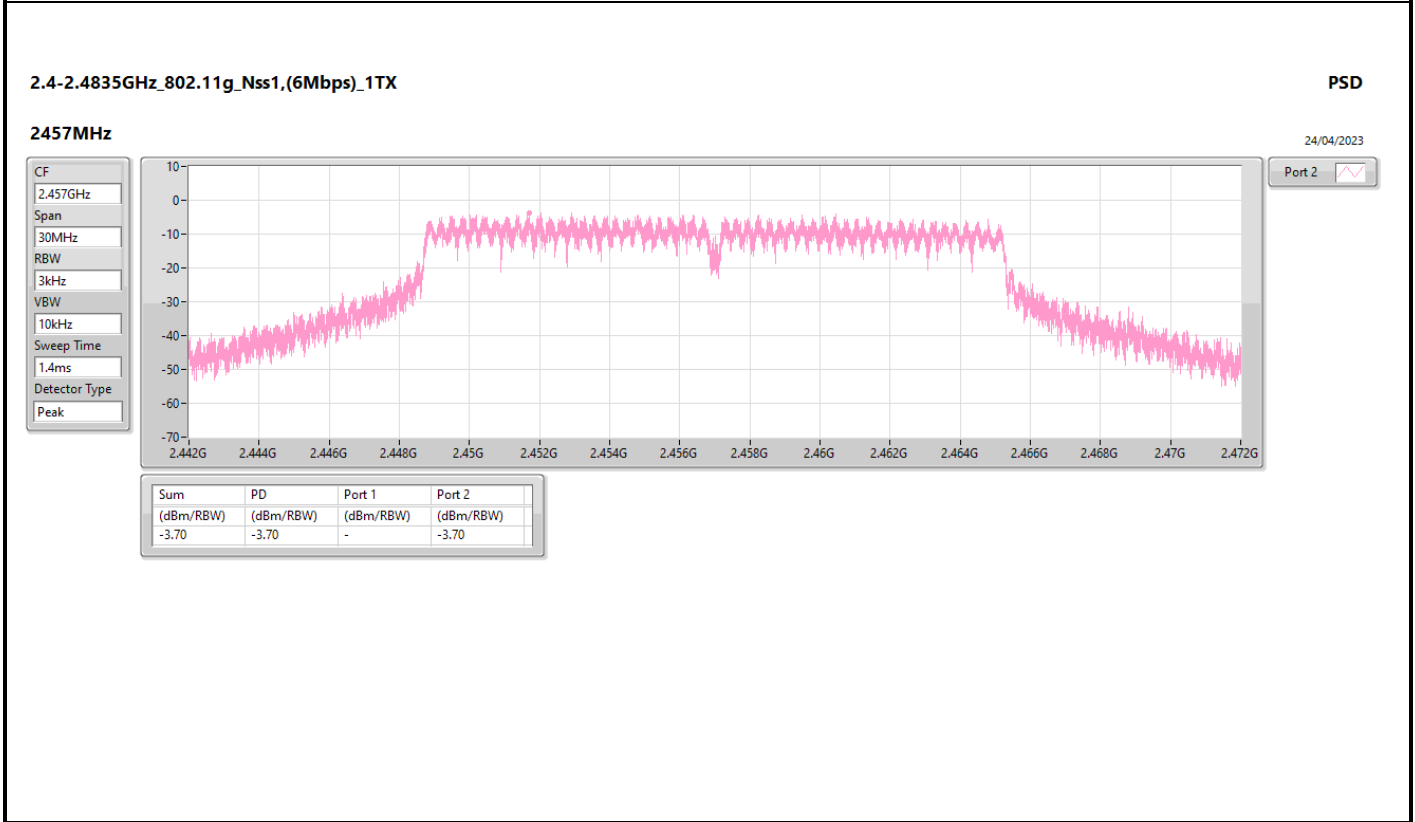 2.4-2.4835GHz_802.11g_Nss1,(6Mbps)_1TX
PSD
2457MHz
24/04/2023
CF
2.457GHz
Span
30MHz
RBW
3kHz
VBW
10kHz
Sweep Time
1.4ms
Detector Type
Peak
10
0
-10
-20
-30
-40
-50
-60
-70
2.442G 2.444G 2.446G 2.448G 2.45G 2.452G 2.454G 2.456G 2.458G 2.46G 2.462G 2.464G 2.466G 2.468G 2.47G 2.472G
Port 2
Sum PD Port 1 Port 2
(dBm/RBW) (dBm/RBW) (dBm/RBW) (dBm/RBW)
-3.70 -3.70 - -3.70